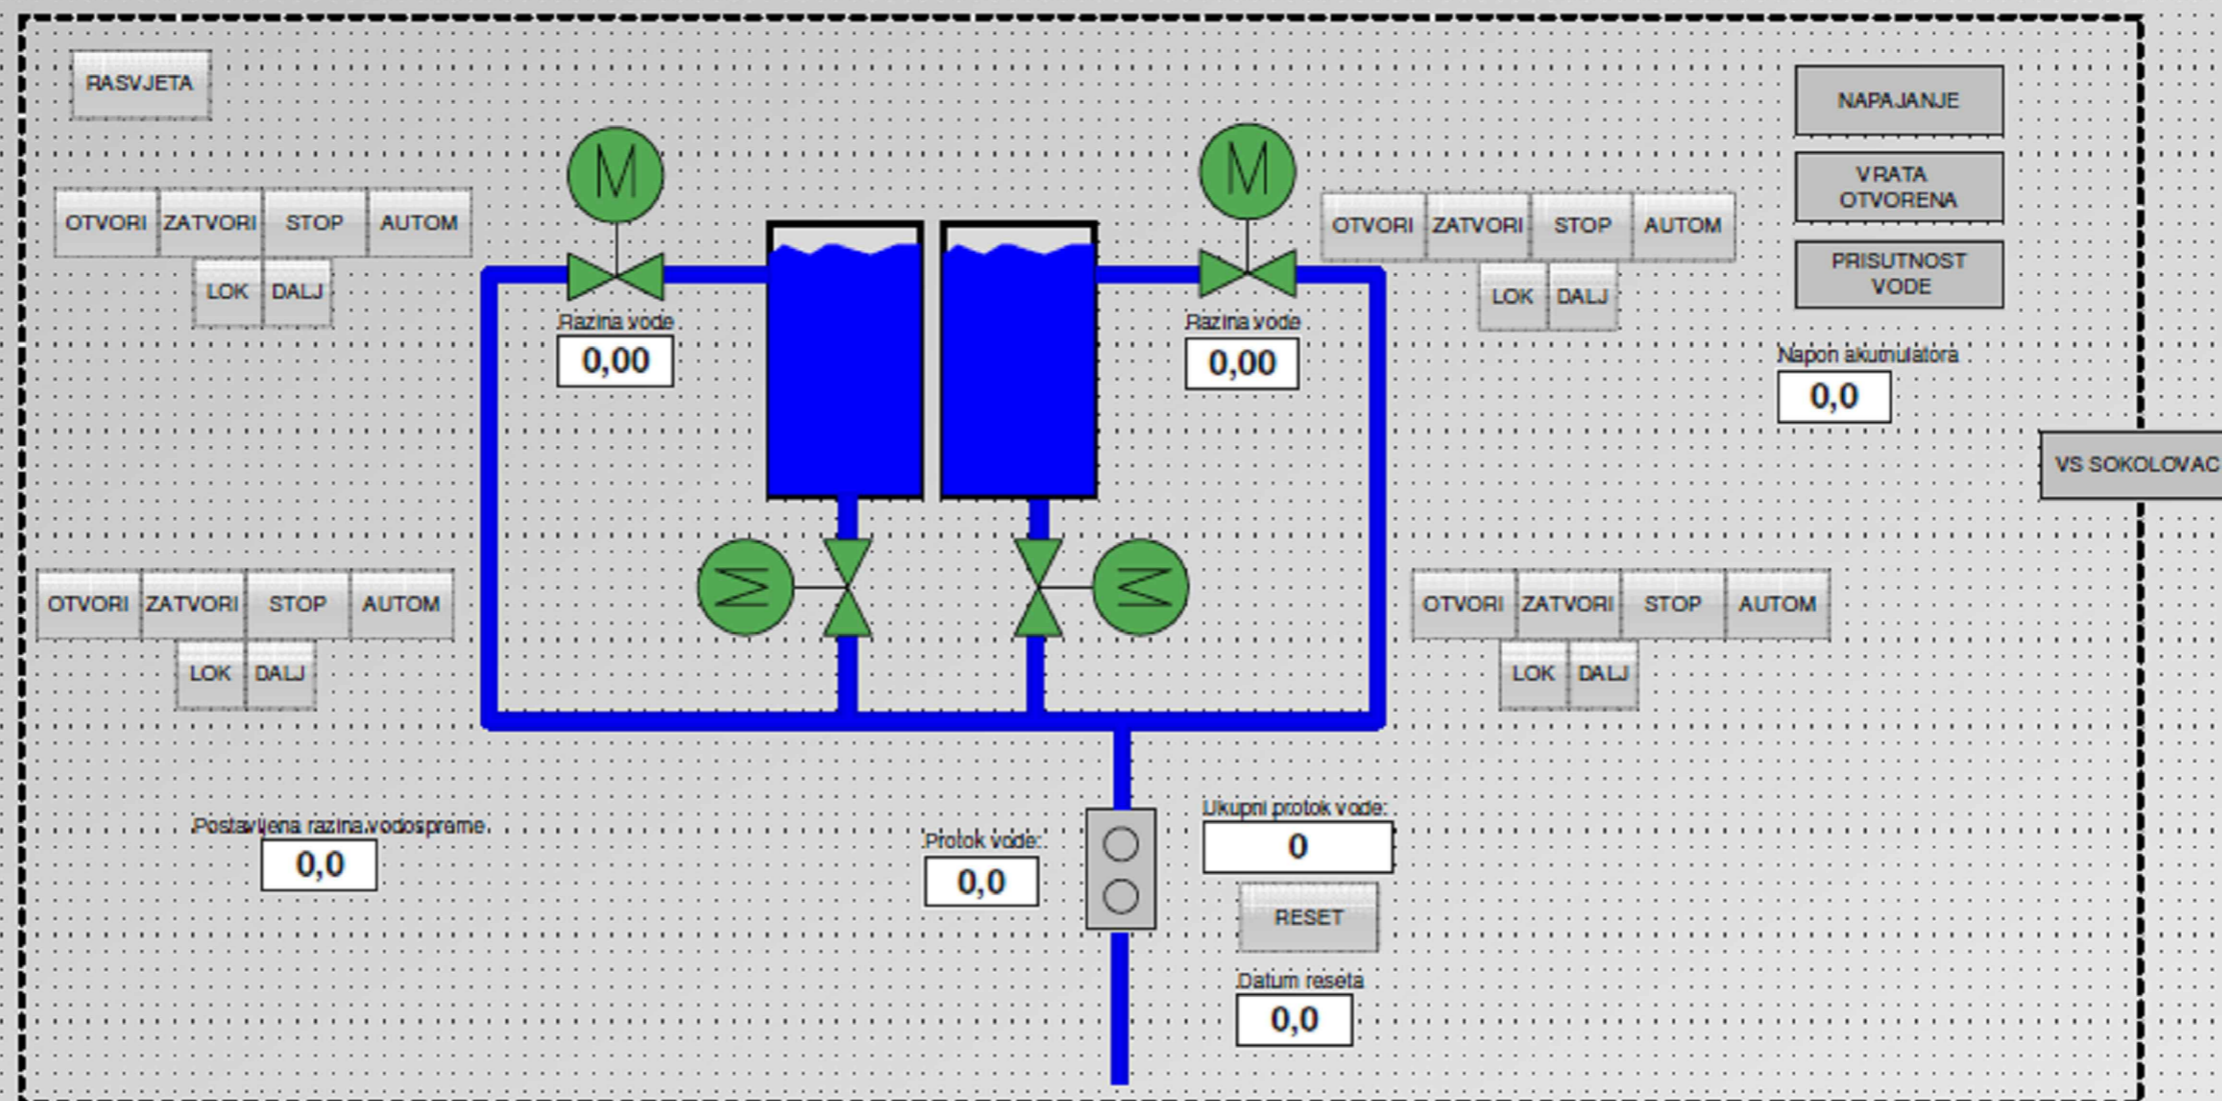 RASVJETA
NAPAJANJE
VRATA
OTVORENA
PRISUTNOST
VODE
M
M
OTVORI ZATVORI STOP AUTOM
LOK DALJ
OTVORI ZATVORI STOP AUTOM
LOK DALJ
Razina vode
0,00
Razina vode
0,00
Napon akumulatora
0,0
VS SOKOLOVAC
M
M
OTVORI ZATVORI STOP AUTOM
LOK DALJ
OTVORI ZATVORI STOP AUTOM
LOK DALJ
Postavljena razina vodospreme
0,0
Protok vode:
0,0
Ukupni protok vode:
0
RESET
Datum reseta
0,0